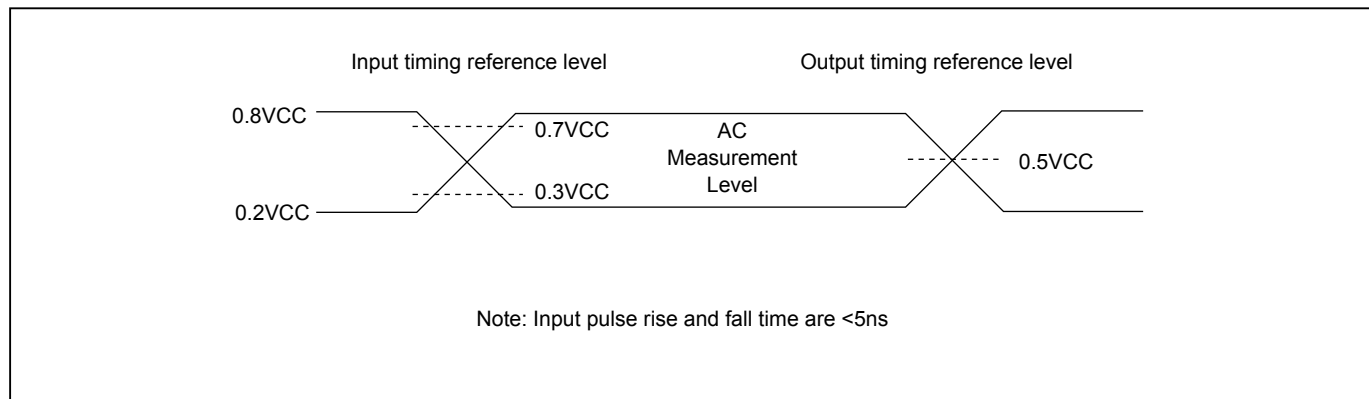 Input timing reference level
Output timing reference level
0.8VCC
0.7VCC
AC
Measurement
Level
0.5VCC
0.3VCC
0.2VCC
Note: Input pulse rise and fall time are <5ns